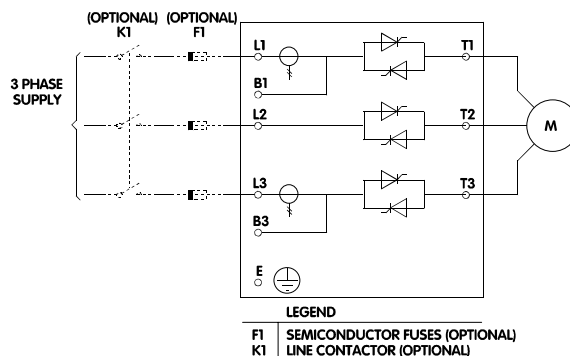 (OPTIONAL) (OPTIONAL)
K1 F1
L1 T1
3 PHASE
SUPPLY
B1
L2 T2
M
L3 T3
B3
E
LEGEND
F1 SEMICONDUCTOR FUSES (OPTIONAL)
K1 LINE CONTACTOR (OPTIONAL)